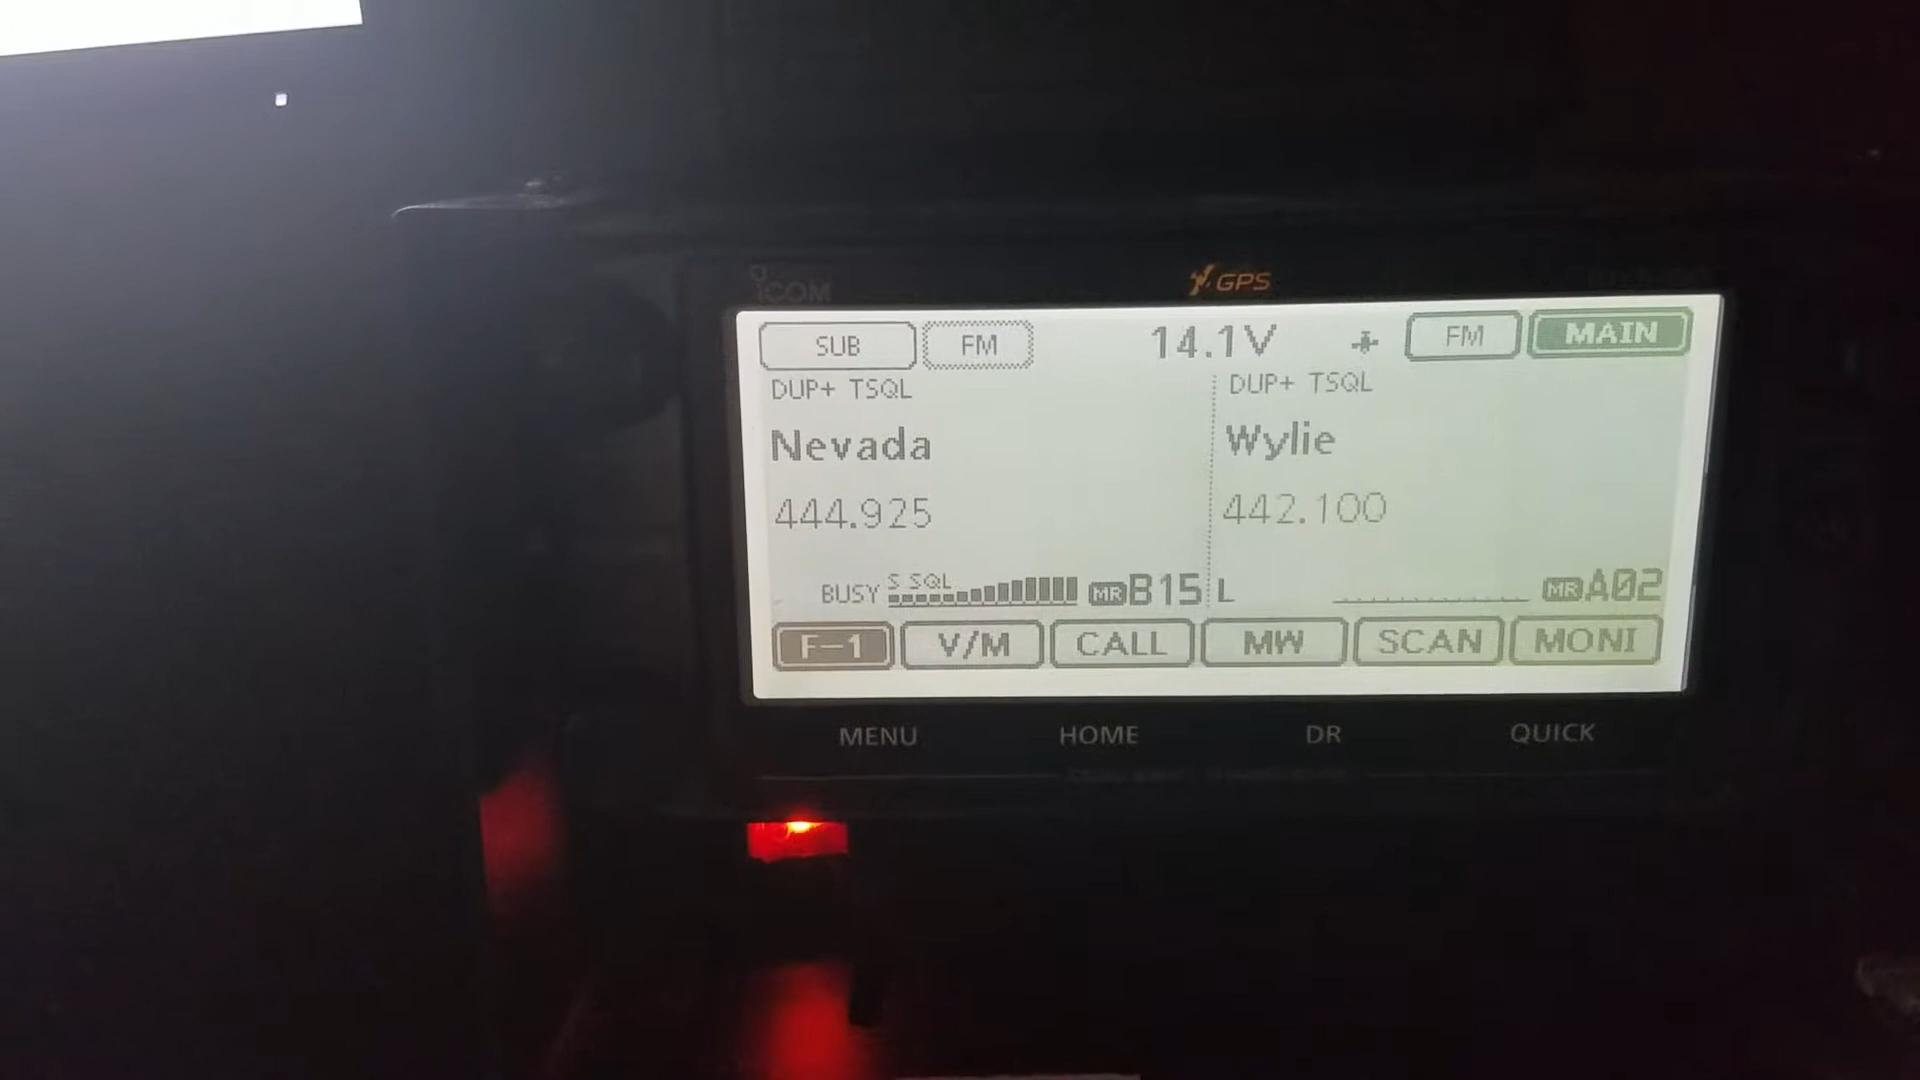 ICOM
GPS
SUB FM 14.1V FM MAIN
DUP+ TSQL
Nevada
444.925
BUSY S SQL MR B15
DUP+ TSQL
Wylie
442.100
L MR A02
F-1 V/M CALL MW SCAN MONI
MENU HOME DR QUICK